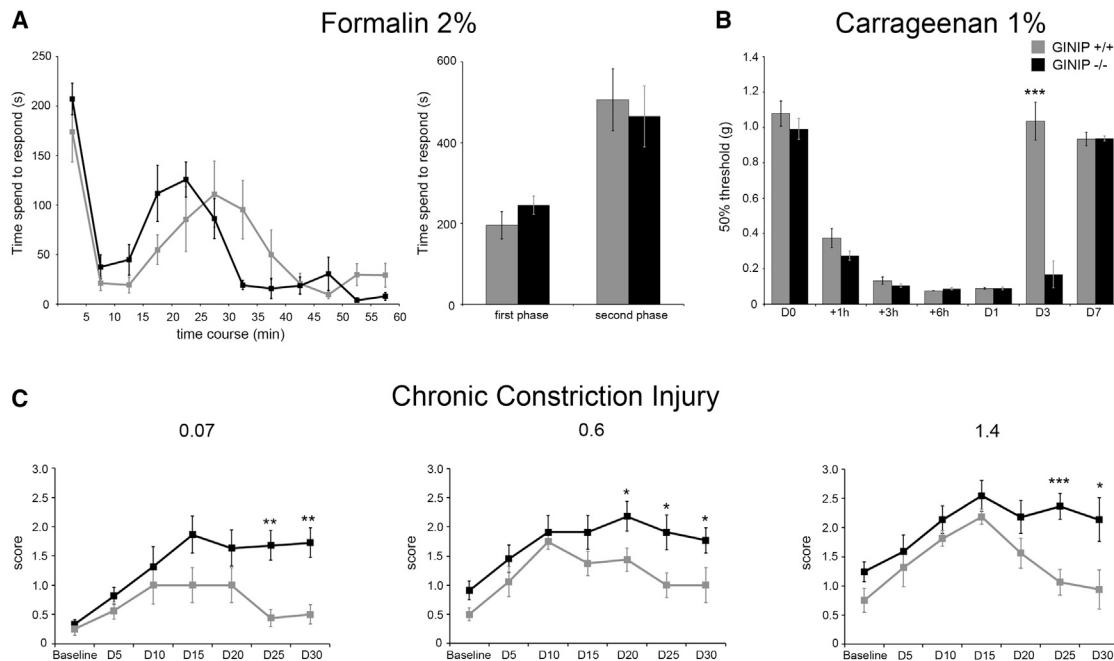 A
Formalin 2%
Time spend to respond (s)
250
200
150
100
50
0
5 10 15 20 25 30 35 40 45 50 55 60
time course (min)
Time spend to respond (s)
600
400
200
0
first phase second phase
B
Carrageenan 1%
GINIP +/+
GINIP -/-
50% threshold (g)
1.4
1.2
1.0
0.8
0.6
0.4
0.2
0
***
D0 +1h +3h +6h D1 D3 D7
C
Chronic Constriction Injury
0.07
score
3.0
2.5
2.0
1.5
1.0
0.5
0
** **
Baseline D5 D10 D15 D20 D25 D30
0.6
score
3.0
2.5
2.0
1.5
1.0
0.5
0
* * *
Baseline D5 D10 D15 D20 D25 D30
1.4
score
3.0
2.5
2.0
1.5
1.0
0.5
0
*** *
Baseline D5 D10 D15 D20 D25 D30